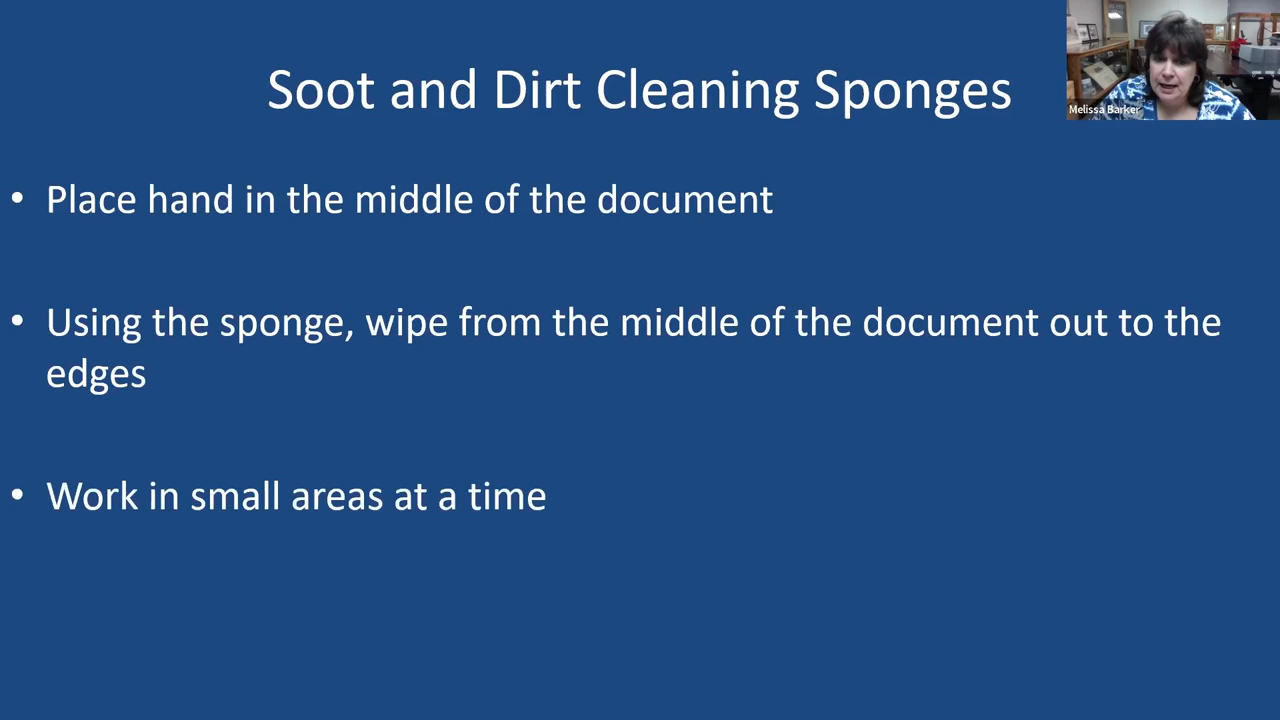 Soot and Dirt Cleaning Sponges
Melissa Barker
• Place hand in the middle of the document
• Using the sponge, wipe from the middle of the document out to the
edges
• Work in small areas at a time